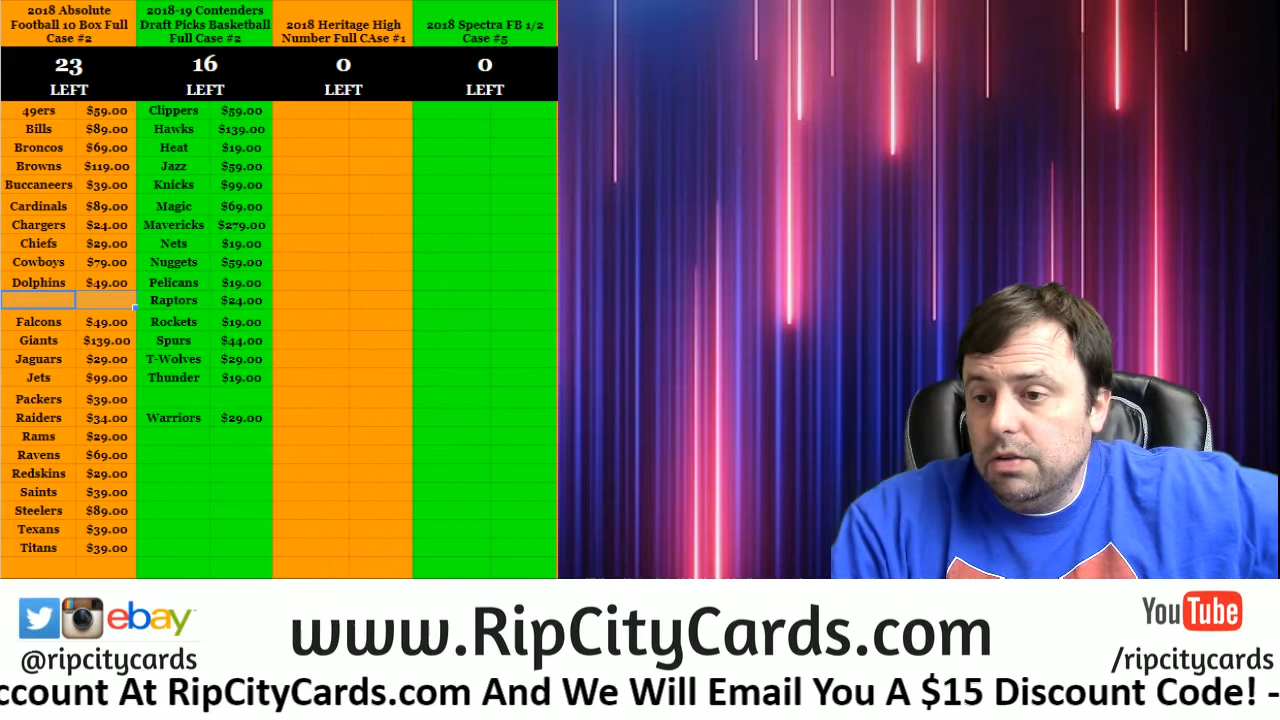 2018 Absolute
Football 10 Box Full
Case #2
23
LEFT
49ers $59.00
Bills $89.00
Broncos $69.00
Browns $119.00
Buccaneers $39.00
Cardinals $89.00
Chargers $24.00
Chiefs $29.00
Cowboys $79.00
Dolphins $49.00
Falcons $49.00
Giants $139.00
Jaguars $29.00
Jets $99.00
Packers $39.00
Raiders $34.00
Rams $29.00
Ravens $69.00
Redskins $29.00
Saints $39.00
Steelers $89.00
Texans $39.00
Titans $39.00
2018-19 Contenders
Draft Picks Basketball
Full Case #2
16
LEFT
Clippers $59.00
Hawks $139.00
Heat $19.00
Jazz $59.00
Knicks $99.00
Magic $69.00
Mavericks $279.00
Nets $19.00
Nuggets $59.00
Pelicans $19.00
Raptors $24.00
Rockets $19.00
Spurs $44.00
T-Wolves $29.00
Thunder $19.00
Warriors $29.00
2018 Heritage High
Number Full CAse #1
0
LEFT
2018 Spectra FB 1/2
Case #5
0
LEFT
ebay
@ripcitycards
www.RipCityCards.com
YouTube
/ripcitycards
ccount At RipCityCards.com And We Will Email You A $15 Discount Code! -